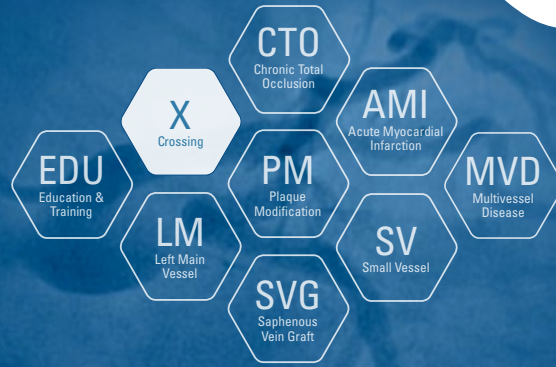 CTO
Chronic Total
Occlusion
X
Crossing
AMI
Acute Myocardial
Infarction
EDU
Education &
Training
PM
Plaque
Modification
MVD
Multivessel
Disease
LM
Left Main
Vessel
SV
Small Vessel
SVG
Saphenous
Vein Graft